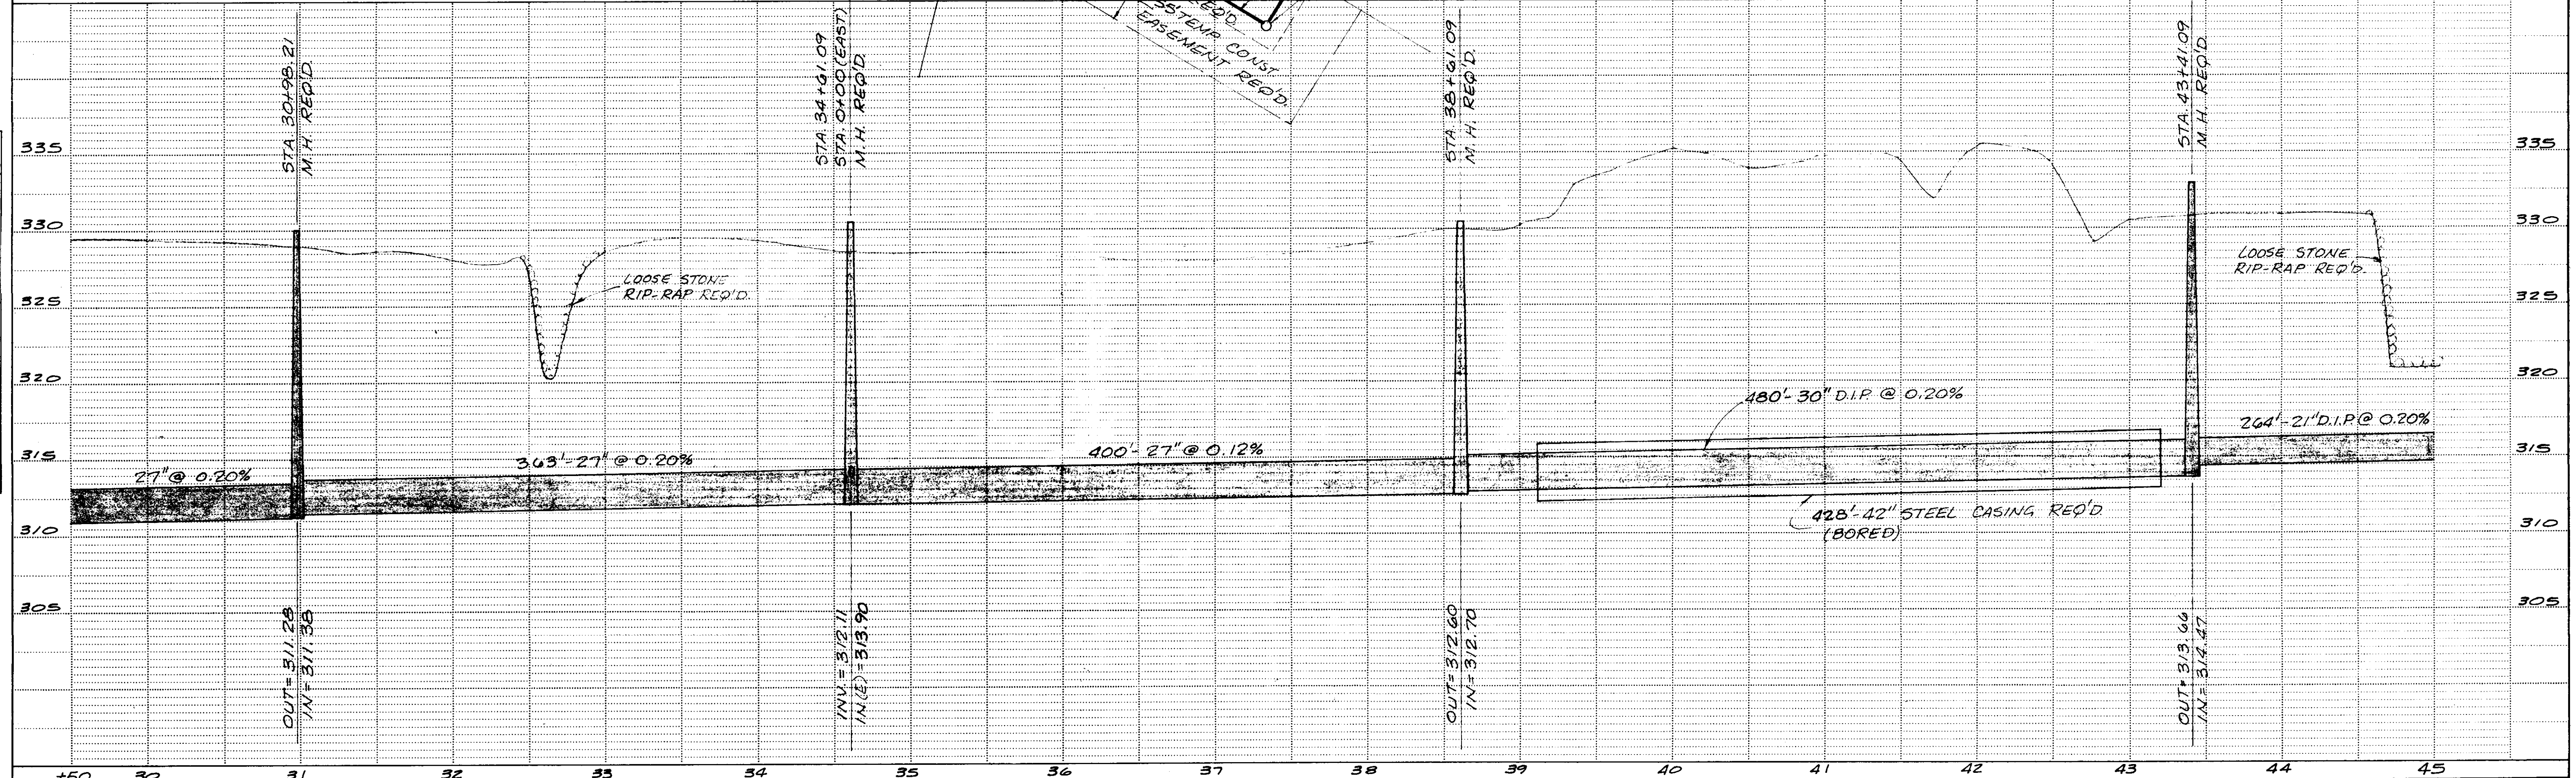 STA. 30+98.21
M.H. REQ'D.
STA. 34+61.09
STA. 0+00 (EAST)
M.H. REQ'D.
REQ'D.
55' TEMP. CONST
EASEMENT REQ'D.
STA. 38+61.09
M.H. REQ'D.
STA. 43+41.09
M.H. REQ'D.
335
335
330
330
LOOSE STONE
RIP-RAP REQ'D.
LOOSE STONE
RIP-RAP REQ'D.
325
325
320
320
480'-30" D.I.P. @ 0.20%
264'-21" D.I.P. @ 0.20%
315
27" @ 0.20%
363'-27" @ 0.20%
400'-27" @ 0.12%
315
428'-42" STEEL CASING REQ'D
(BORED)
310
310
305
305
OUT= 311.28
IN= 311.38
INV.= 312.11
IN(E)= 313.90
OUT= 312.60
IN= 312.70
OUT= 313.66
IN= 314.47
+50 30 31 32 33 34 35 36 37 38 39 40 41 42 43 44 45